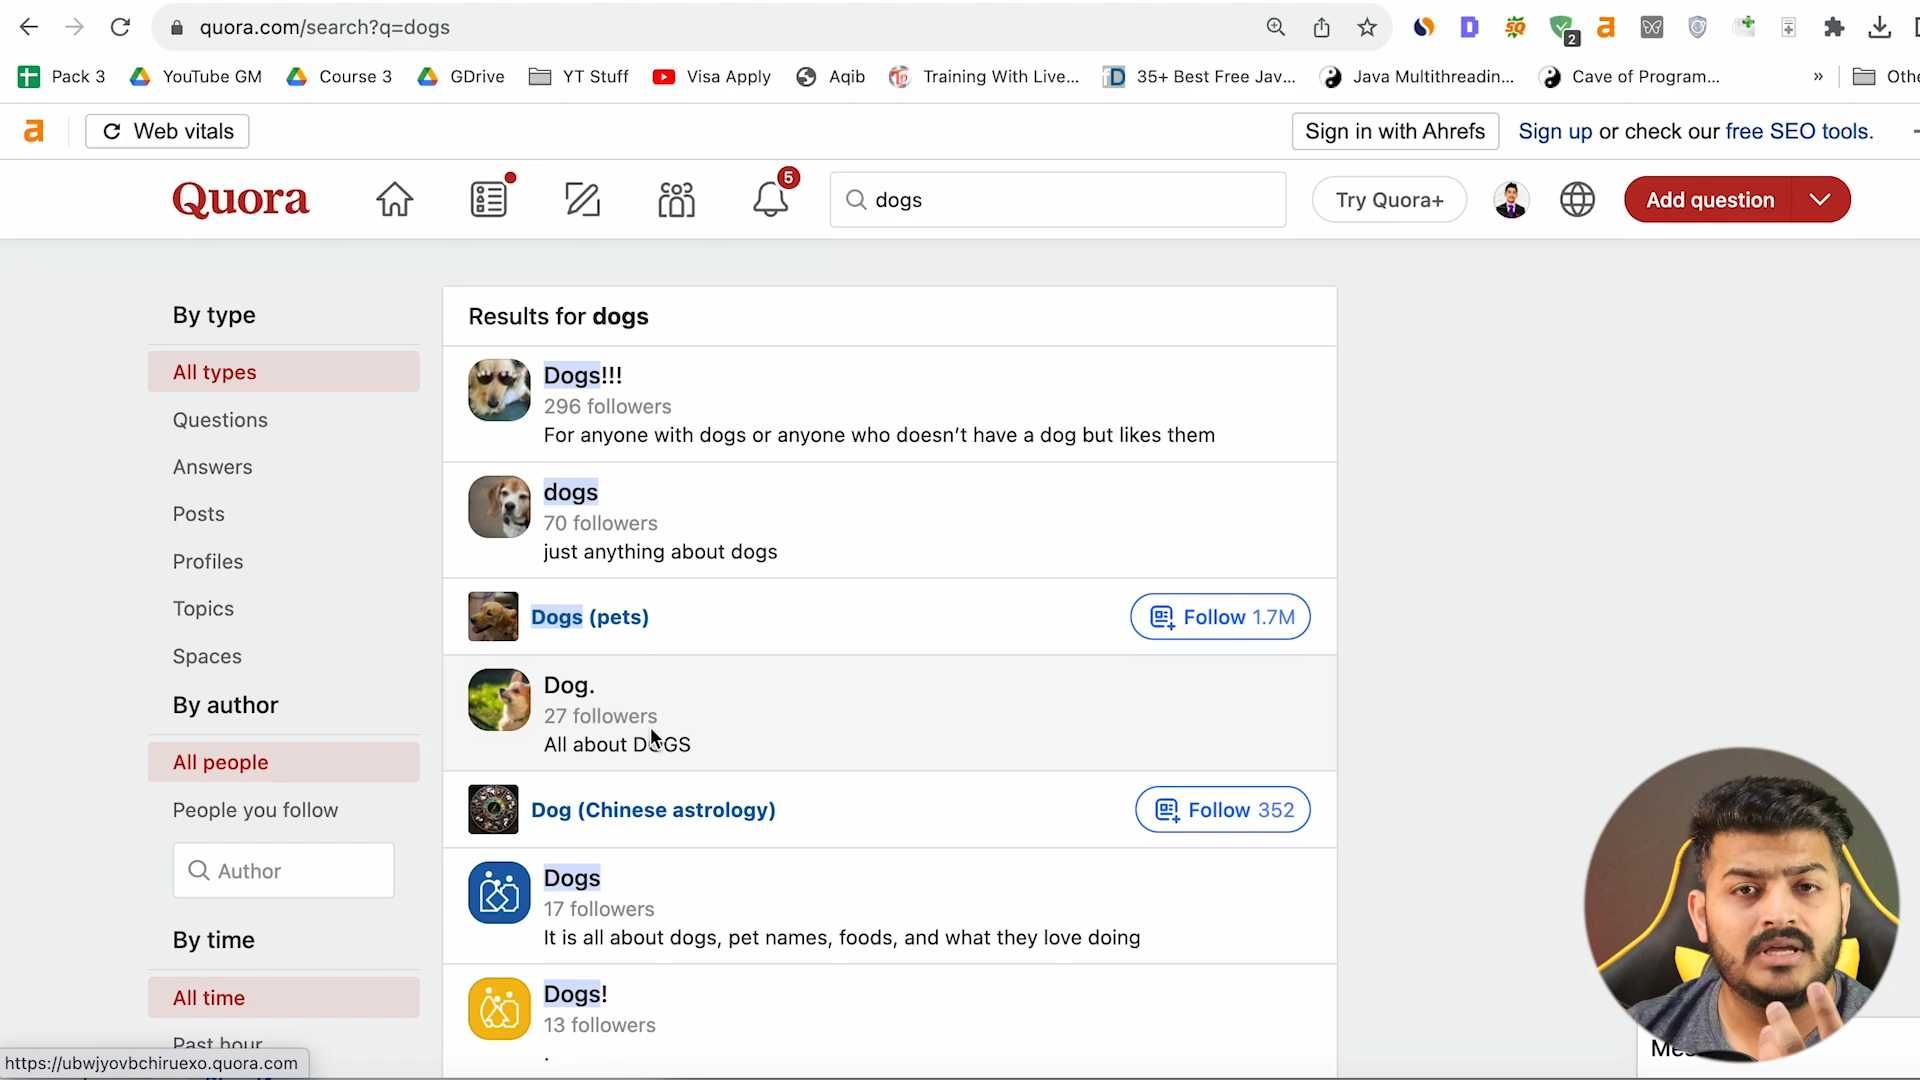 quora.com/search?q=dogs
2
Pack 3
YouTube GM
Course 3
GDrive
YT Stuff
Visa Apply
Aqib
Training With Live...
35+ Best Free Jav...
Java Multithreadin...
Cave of Program...
»
a
Web vitals
Sign in with Ahrefs
Sign up or check our free SEO tools.
Quora
5
dogs
Try Quora+
Add question
By type
All types
Questions
Answers
Posts
Profiles
Topics
Spaces
By author
All people
People you follow
Author
By time
All time
Past hour
Results for dogs
Dogs!!!
296 followers
For anyone with dogs or anyone who doesn't have a dog but likes them
dogs
70 followers
just anything about dogs
Dogs (pets)
Follow 1.7M
Dog.
27 followers
All about DOGS
Dog (Chinese astrology)
Follow 352
Dogs
17 followers
It is all about dogs, pet names, foods, and what they love doing
Dogs!
13 followers
.
https://ubwjyovbchiruexo.quora.com